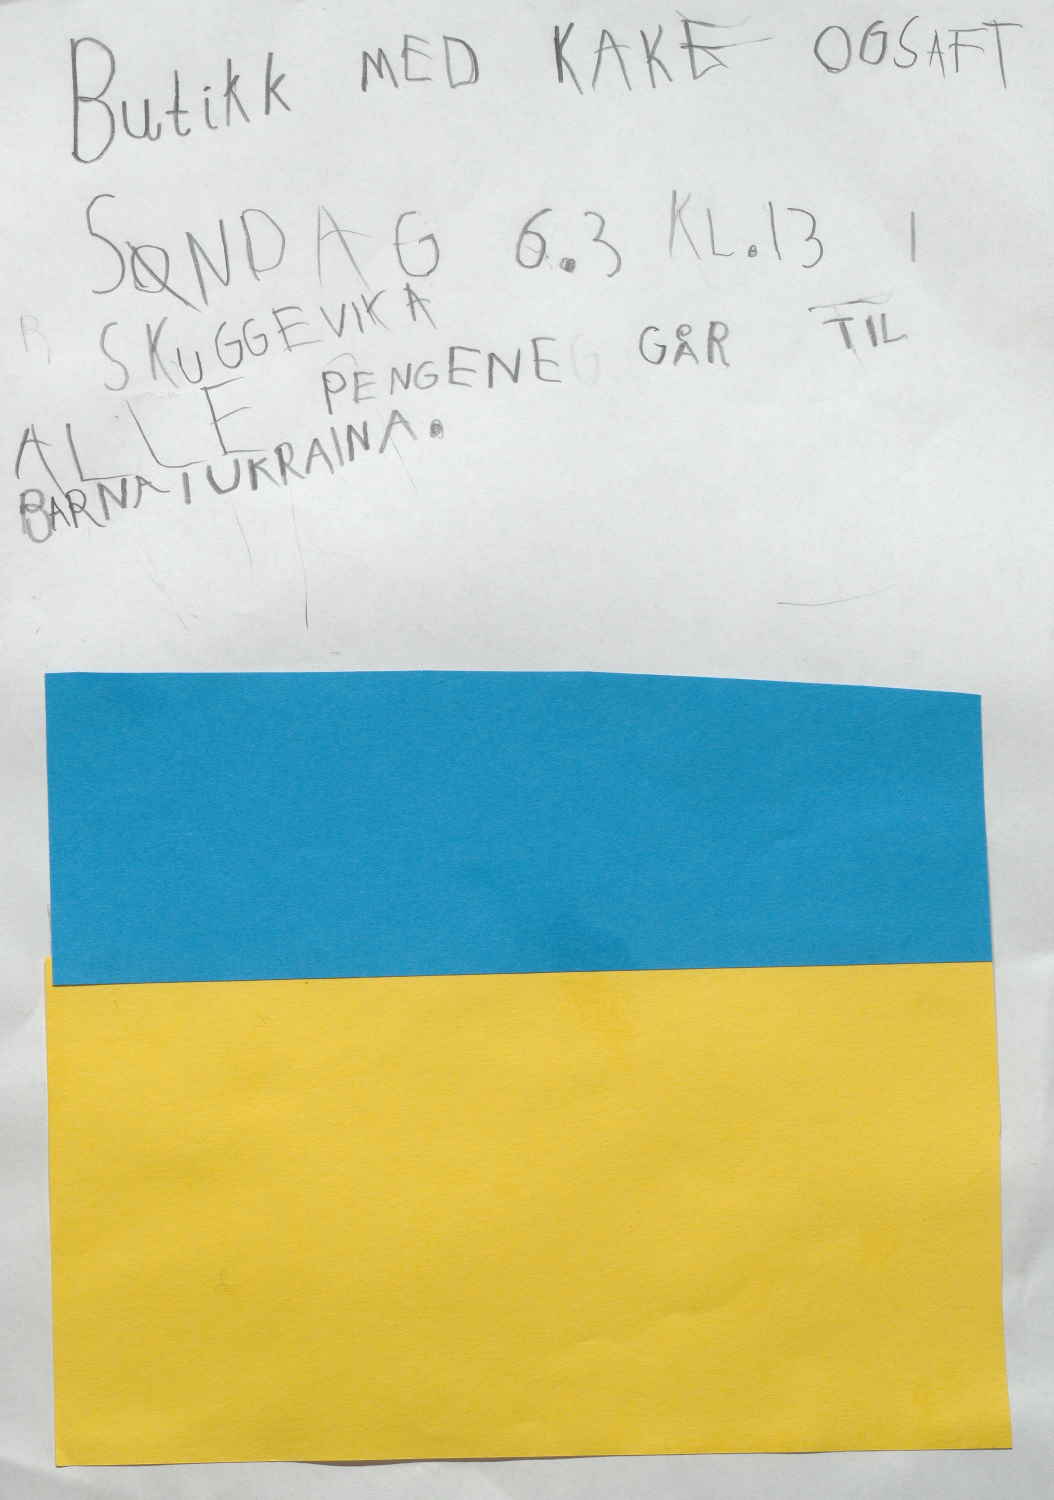 Butikk MED KAKE OGSAFT
SØNDAG 6.3 KL.13 I
SKUGGEVIKA
ALLE PENGENE GÅR TIL
BARNA I UKRAINA.